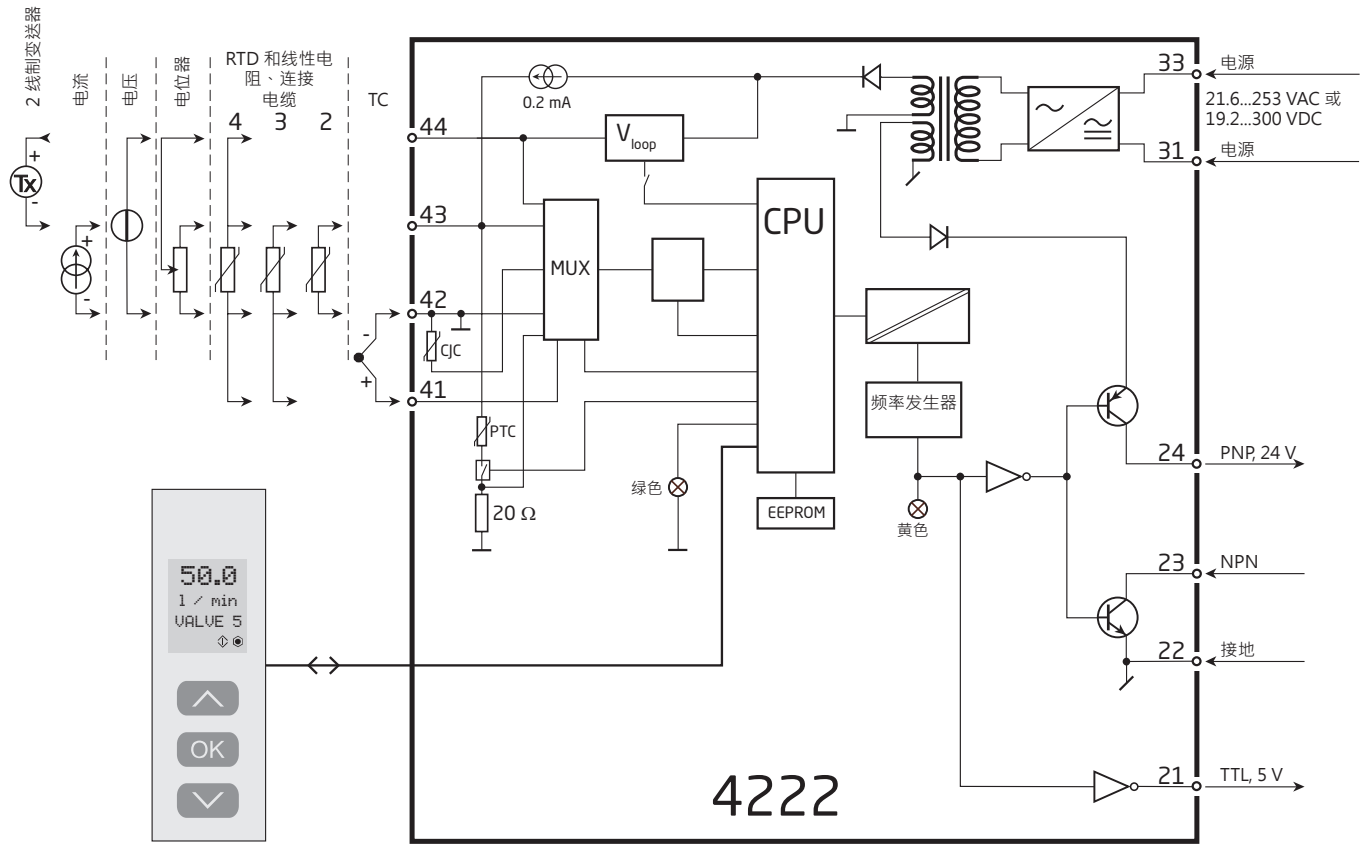 2 线制变送器
电流
电压
电位器
RTD 和线性电
阻、连接
电缆
4 3 2
TC
+
Tx
-
+
-
-
+
44
43
42
41
0.2 mA
V loop
MUX
CPU
CJC
PTC
20 Ω
绿色
EEPROM
频率发生器
黄色
33
电源
21.6...253 VAC 或
19.2...300 VDC
31
电源
24
PNP, 24 V
23
NPN
22
接地
21
TTL, 5 V
50.0
l / min
VALVE 5
OK
4222